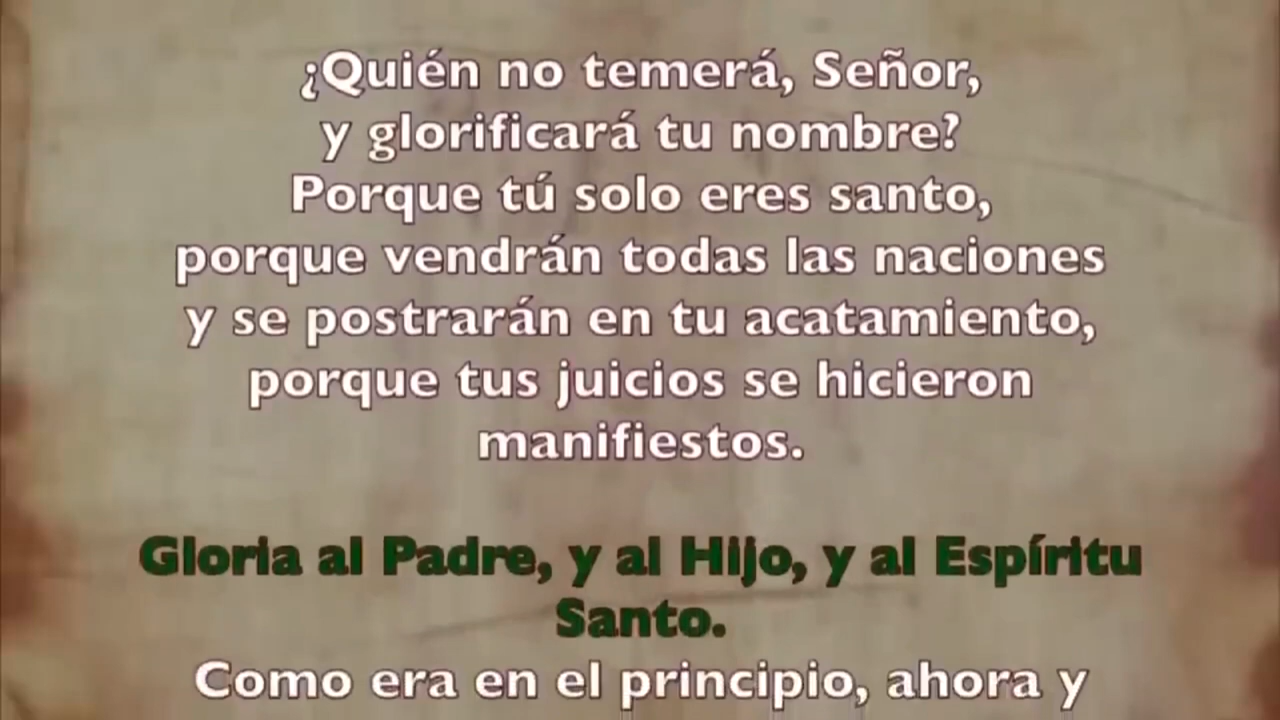 ¿Quién no temerá, Señor,
y glorificará tu nombre?
Porque tú solo eres santo,
porque vendrán todas las naciones
y se postrarán en tu acatamiento,
porque tus juicios se hicieron
manifiestos.
Gloria al Padre, y al Hijo, y al Espíritu
Santo.
Como era en el principio, ahora y